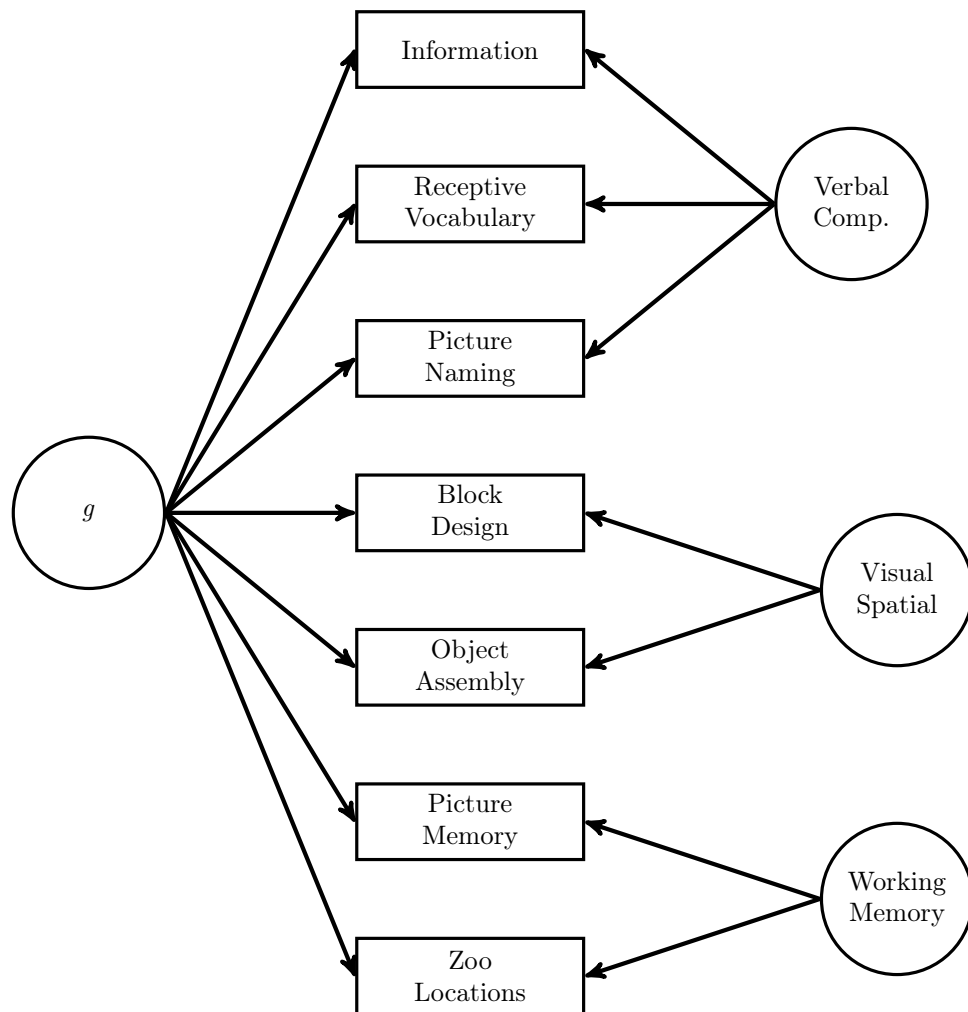 Information
Receptive
Vocabulary
Verbal
Comp.
Picture
Naming
g
Block
Design
Visual
Spatial
Object
Assembly
Picture
Memory
Working
Memory
Zoo
Locations